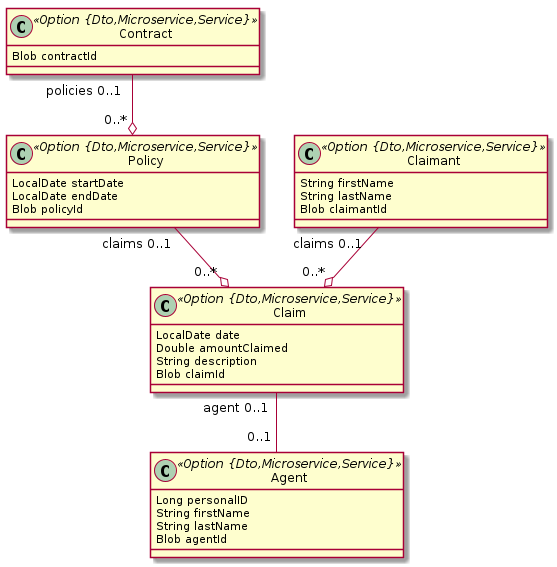 C «Option {Dto,Microservice,Service}»
Contract
Blob contractId
policies 0..1
0..*
C «Option {Dto,Microservice,Service}»
Policy
LocalDate startDate
LocalDate endDate
Blob policyId
C «Option {Dto,Microservice,Service}»
Claimant
String firstName
String lastName
Blob claimantId
claims 0..1
claims 0..1
0..*
0..*
C «Option {Dto,Microservice,Service}»
Claim
LocalDate date
Double amountClaimed
String description
Blob claimId
agent 0..1
0..1
C «Option {Dto,Microservice,Service}»
Agent
Long personalID
String firstName
String lastName
Blob agentId